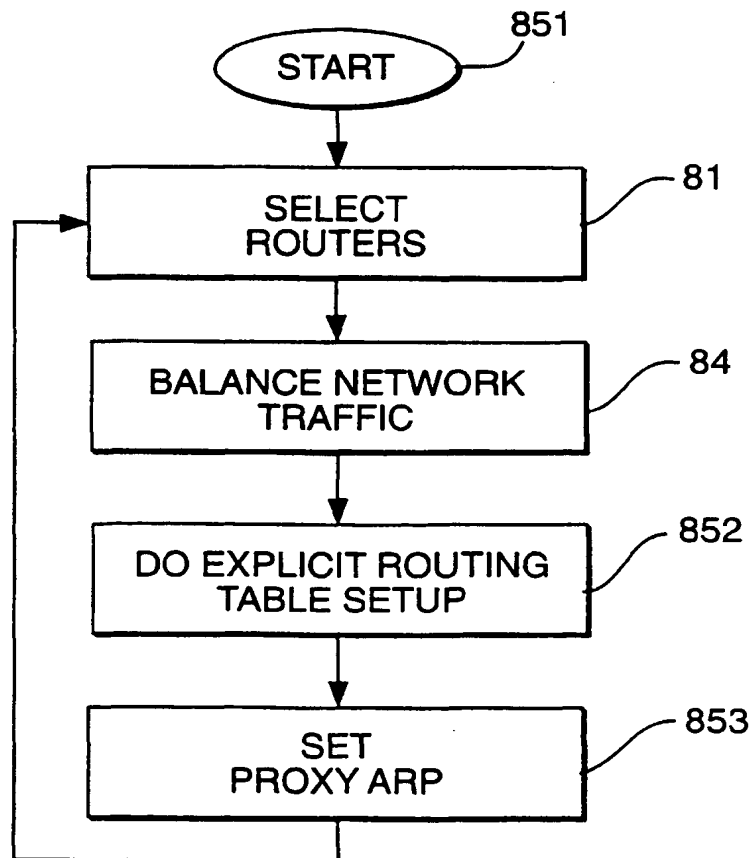 851
START
81
SELECT
ROUTERS
84
BALANCE NETWORK
TRAFFIC
852
DO EXPLICIT ROUTING
TABLE SETUP
853
SET
PROXY ARP